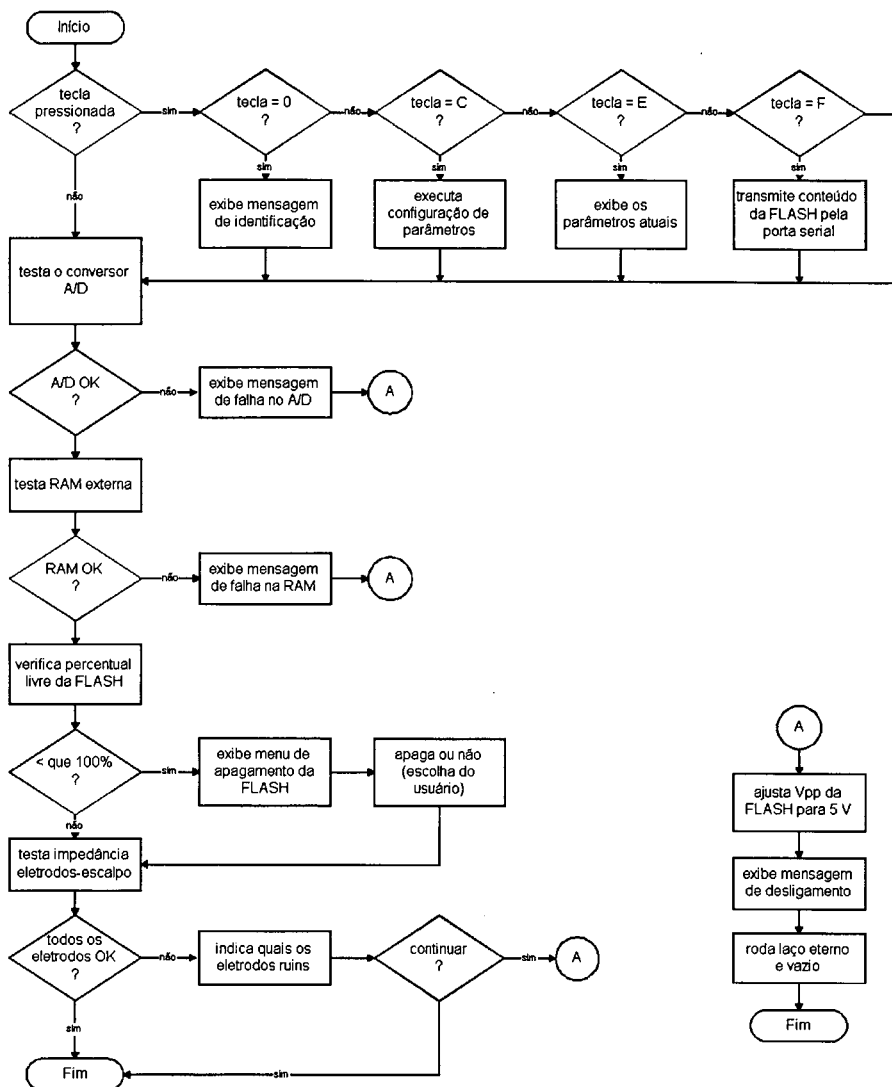 Início
tecla
pressionada
?
sim
tecla = 0
?
não
tecla = C
?
não
tecla = E
?
não
tecla = F
?
não
sim
sim
sim
sim
exibe mensagem
de identificação
executa
configuração de
parâmetros
exibe os
parâmetros atuais
transmite conteúdo
da FLASH pela
porta serial
testa o conversor
A/D
A/D OK
?
não
exibe mensagem
de falha no A/D
A
testa RAM externa
RAM OK
?
não
exibe mensagem
de falha na RAM
A
verifica percentual
livre da FLASH
< que 100%
?
sim
exibe menu de
apagamento da
FLASH
apaga ou não
(escolha do
usuário)
não
testa impedância
eletrodos-escalpo
todos os
eletrodos OK
?
não
indica quais os
eletrodos ruins
continuar
?
sim
A
sim
sim
Fim
A
ajusta Vpp da
FLASH para 5 V
exibe mensagem
de desligamento
roda laço eterno
e vazio
Fim